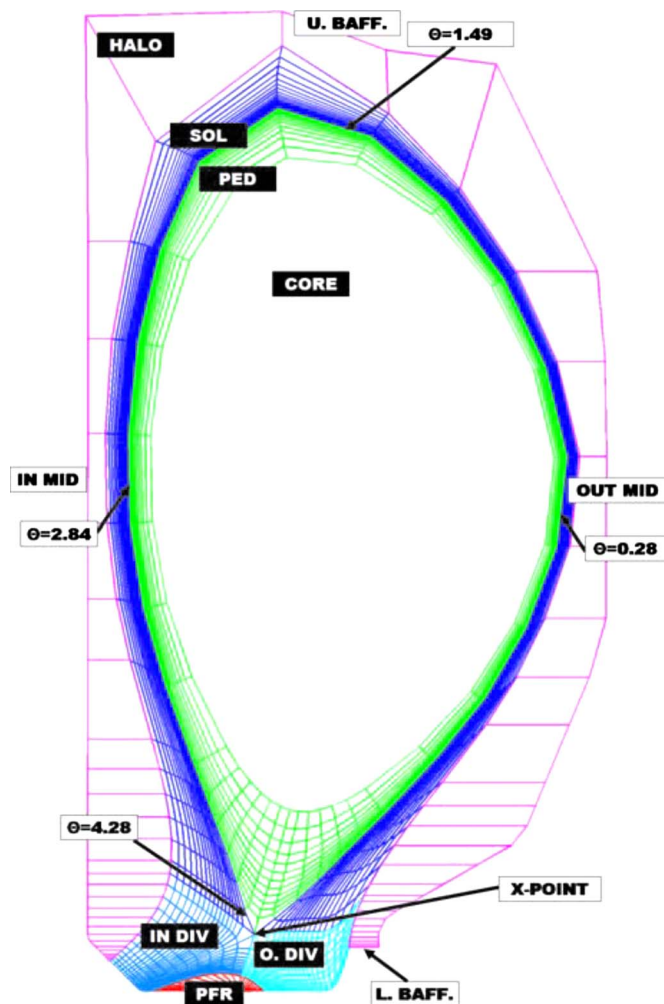 U. BAFF.
HALO
Θ=1.49
SOL
PED
CORE
IN MID
OUT MID
Θ=2.84
Θ=0.28
Θ=4.28
X-POINT
IN DIV
O. DIV
PFR
L. BAFF.